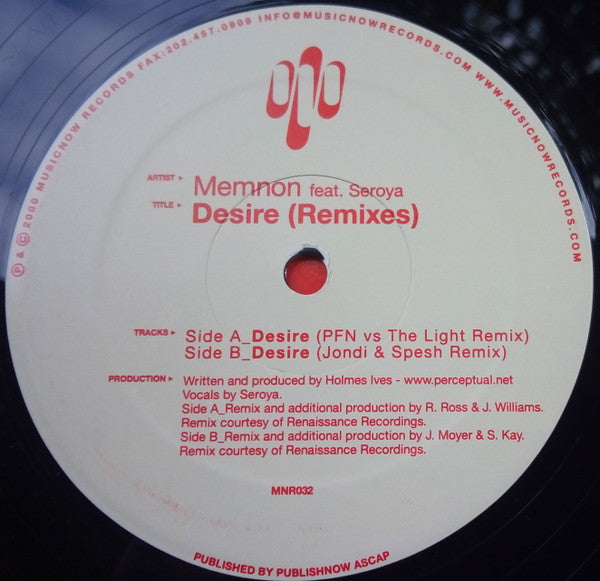 ℗ & © 2000 MUSICNOW RECORDS FAX:202.457.0909 INFO@MUSICNOWRECORDS.COM WWW.MUSICNOWRECORDS.COM
ARTIST ▸ Memnon feat. Seroya
TITLE ▸ Desire (Remixes)
TRACKS ▸ Side A_Desire (PFN vs The Light Remix)
Side B_Desire (Jondi & Spesh Remix)
PRODUCTION ▸ Written and produced by Holmes Ives - www.perceptual.net
Vocals by Seroya.
Side A_Remix and additional production by R. Ross & J. Williams.
Remix courtesy of Renaissance Recordings.
Side B_Remix and additional production by J. Moyer & S. Kay.
Remix courtesy of Renaissance Recordings.
MNR032
PUBLISHED BY PUBLISHNOW ASCAP